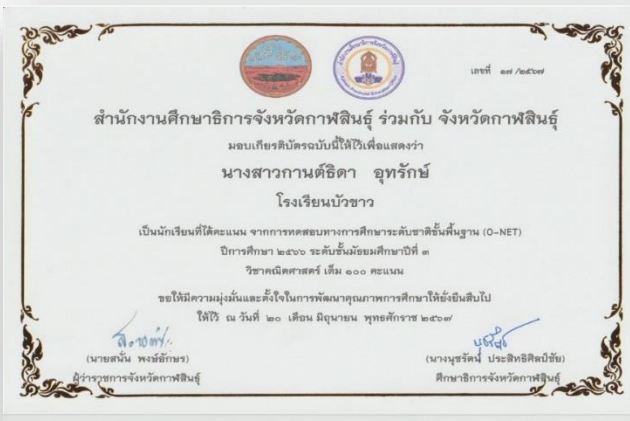 เลขที่ ๑๗ /๒๕๖๗
สำนักงานศึกษาธิการจังหวัดกาฬสินธุ์ ร่วมกับ จังหวัดกาฬสินธุ์
มอบเกียรติบัตรฉบับนี้ให้ไว้เพื่อแสดงว่า
นางสาวกานต์ธิดา อุทรักษ์
โรงเรียนบัวขาว
เป็นนักเรียนที่ได้คะแนน จากการทดสอบทางการศึกษาระดับชาติขั้นพื้นฐาน (O-NET)
ปีการศึกษา ๒๕๖๖ ระดับชั้นมัธยมศึกษาปีที่ ๓
วิชาคณิตศาสตร์ เต็ม ๑๐๐ คะแนน
ขอให้มีความมุ่งมั่นและตั้งใจในการพัฒนาคุณภาพการศึกษาให้ยั่งยืนสืบไป
ให้ไว้ ณ วันที่ ๒๐ เดือน มิถุนายน พุทธศักราช ๒๕๖๗
(นายสนั่น พงษ์อักษร)
ผู้ว่าราชการจังหวัดกาฬสินธุ์
(นางนุชรัตน์ ประสิทธิศิลป์ชัย)
ศึกษาธิการจังหวัดกาฬสินธุ์